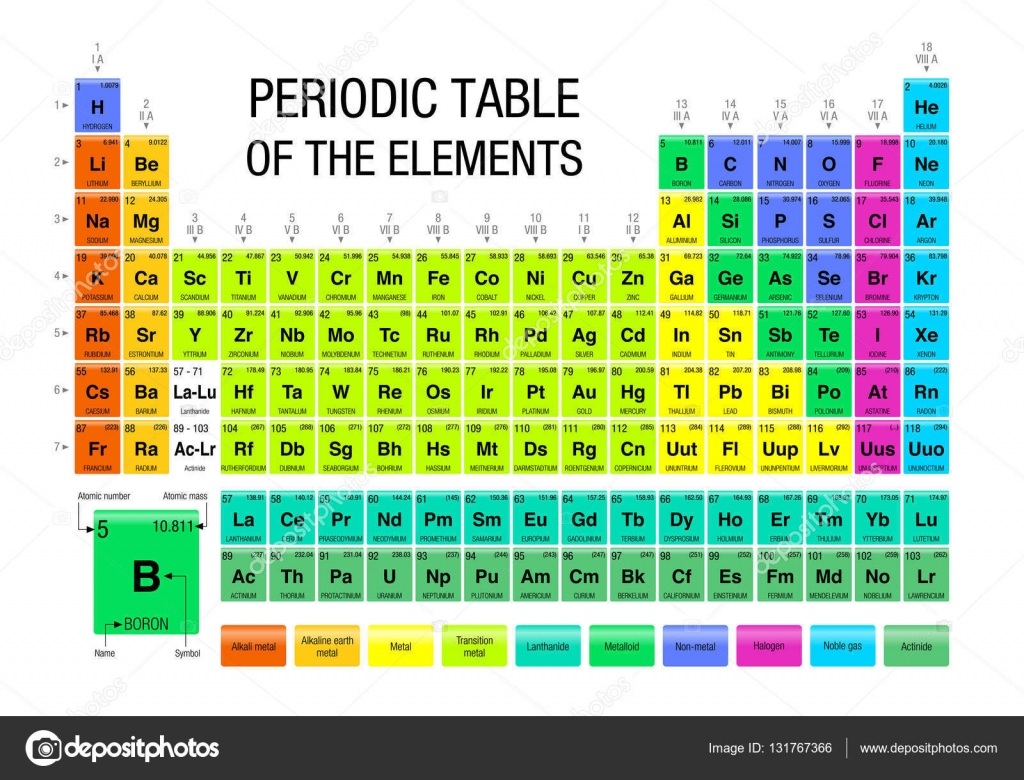 1
I A
18
VIII A
PERIODIC TABLE
OF THE ELEMENTS
1 1.0079 2 4.0026
1 H He
HYDROGEN HELIUM
2 13 14 15 16 17
II A III A IV A V A VI A VII A
3 6.941 4 9.0122 5 10.811 6 12.011 7 14.007 8 15.999 9 18.998 10 20.180
2 Li Be B C N O F Ne
LITHIUM BERYLLIUM BORON CARBON NITROGEN OXYGEN FLUORINE NEON
11 22.990 12 24.305 13 26.982 14 28.086 15 30.974 16 32.065 17 35.543 18 39.948
3 Na Mg Al Si P S Cl Ar
SODIUM MAGNESIUM ALUMINIUM SILICON PHOSPHORUS SULFUR CHLORINE ARGON
3 4 5 6 7 8 9 10 11 12
III B IV B V B VI B VII B VIII B VIII B VIII B I B II B
19 20 40.078 21 44.956 22 47.867 23 50.942 24 51.996 25 54.938 26 55.845 27 58.933 28 58.693 29 63.546 30 65.38 31 69.723 32 72.64 33 74.922 34 78.96 35 79.904 36 83.798
4 K Ca Sc Ti V Cr Mn Fe Co Ni Cu Zn Ga Ge As Se Br Kr
POTASSIUM CALCIUM SCANDIUM TITANIUM VANADIUM CHROMIUM MANGANESE IRON COBALT NICKEL COPPER ZINC GALLIUM GERMANIUM ARSENIC SELENIUM BROMINE KRYPTON
37 85.468 38 87.62 39 88.906 40 91.224 41 92.906 42 95.96 43 (98) 44 101.07 45 102.91 46 106.42 47 107.87 48 112.41 49 114.82 50 118.71 51 121.76 52 127.60 53 126.90 54 131.29
5 Rb Sr Y Zr Nb Mo Tc Ru Rh Pd Ag Cd In Sn Sb Te I Xe
RUBIDIUM ESTRONTIUM YTTRIUM ZIRCONIUM NIOBIUM MOLYBDENUM TECHNETIUM RUTHENIUM RHODIUM PALLADIUM SILVER CADMIUM INDIUM TIN ANTIMONY TELLURIUM IODINE XENON
55 132.91 56 137.33 57 - 71 72 178.49 73 180.95 74 183.84 75 186.21 76 190.23 77 192.22 78 195.08 79 196.97 80 200.59 81 204.38 82 207.20 83 208.98 84 (209) 85 (210) 86 (222)
6 Cs Ba La-Lu Hf Ta W Re Os Ir Pt Au Hg Tl Pb Bi Po At Rn
CAESIUM BARIUM Lanthanide HAFNIUM TANTALUM TUNGSTEN RHENIUM OSMIUM IRIDIUM PLATINUM GOLD MERCURY THALLIUM LEAD BISMUTH POLONIUM ASTATINE RADON
87 (223) 88 (226) 89 - 103 104 (267) 105 (268) 106 (271) 107 (272) 108 (277) 109 (276) 110 (281) 111 (280) 112 (285) 113 (284) 114 (289) 115 (288) 116 (292) 117 118 (294)
7 Fr Ra Ac-Lr Rf Db Sg Bh Hs Mt Ds Rg Cn Uut Fl Uup Lv Uus Uuo
FRANCIUM RADIUM Actinide RUTHERFORDIUM DUBNIUM SEABORGIUM BOHRIUM HASSIUM MEITNERIUM DARMSTADTIUM ROENTGENIUM COPERNICIUM UNUNTRIUM FLEROVIUM UNUNPENTIUM LIVERMORIUM UNUNSEPTIUM UNUNOCTIUM
57 138.91 58 140.12 59 140.91 60 144.24 61 (145) 62 150.36 63 151.96 64 157.25 65 158.93 66 162.50 67 164.93 68 167.26 69 70 173.05 71 174.97
La Ce Pr Nd Pm Sm Eu Gd Tb Dy Ho Er Tm Yb Lu
LANTHANIUM CERIUM PRASEODYMIUM NEODYMIUM PROMETHIUM SAMARIUM EUROPIUM GADOLINIUM TERBIUM DYSPROSIUM HOLMIUM ERBIUM THULIUM YTTERBIUM LUTETIUM
89 90 232.04 91 231.04 92 238.03 93 (237) 94 (244) 95 (243) 96 (247) 97 (247) 98 (251) 99 (252) 100 (257) 101 (258) 102 (259) 103 (262)
Ac Th Pa U Np Pu Am Cm Bk Cf Es Fm Md No Lr
ACTINIUM THORIUM PROTACTINIUM URANIUM NEPTUNIUM PLUTONIUM AMERICIUM CURIUM BERKELIUM CALIFORNIUM EINSTEINIUM FERMIUM MENDELEVIUM NOBELIUM LAWRENCIUM
Atomic number Atomic mass
5 10.811
B
BORON
Name Symbol
Alkali metal
Alkaline earth
metal
Metal
Transition
metal
Lanthanide
Metalloid
Non-metal
Halogen
Noble gas
Actinide
depositphotos
Image ID: 131767366
www.depositphotos.com